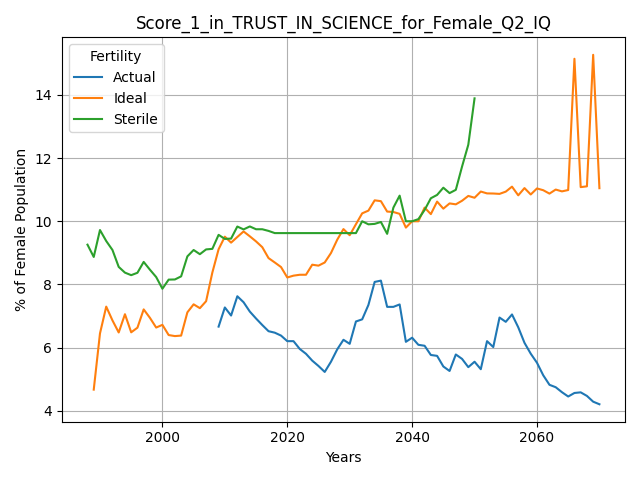 Score_1_in_TRUST_IN_SCIENCE_for_Female_Q2_IQ
Fertility
Actual
Ideal
Sterile
% of Female Population
14
12
10
8
6
4
2000
2020
2040
2060
Years